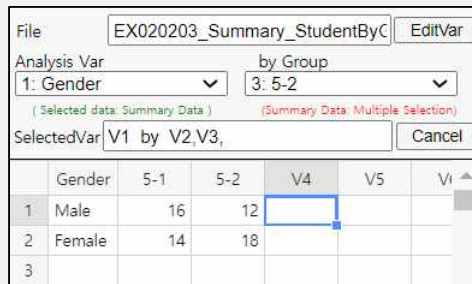 File EX020203_Summary_StudentByG EditVar
Analysis Var by Group
1: Gender 3: 5-2
( Selected data: Summary Data ) (Summary Data: Multiple Selection)
SelectedVar V1 by V2,V3, Cancel
Gender 5-1 5-2 V4 V5 V6
1 Male 16 12
2 Female 14 18
3